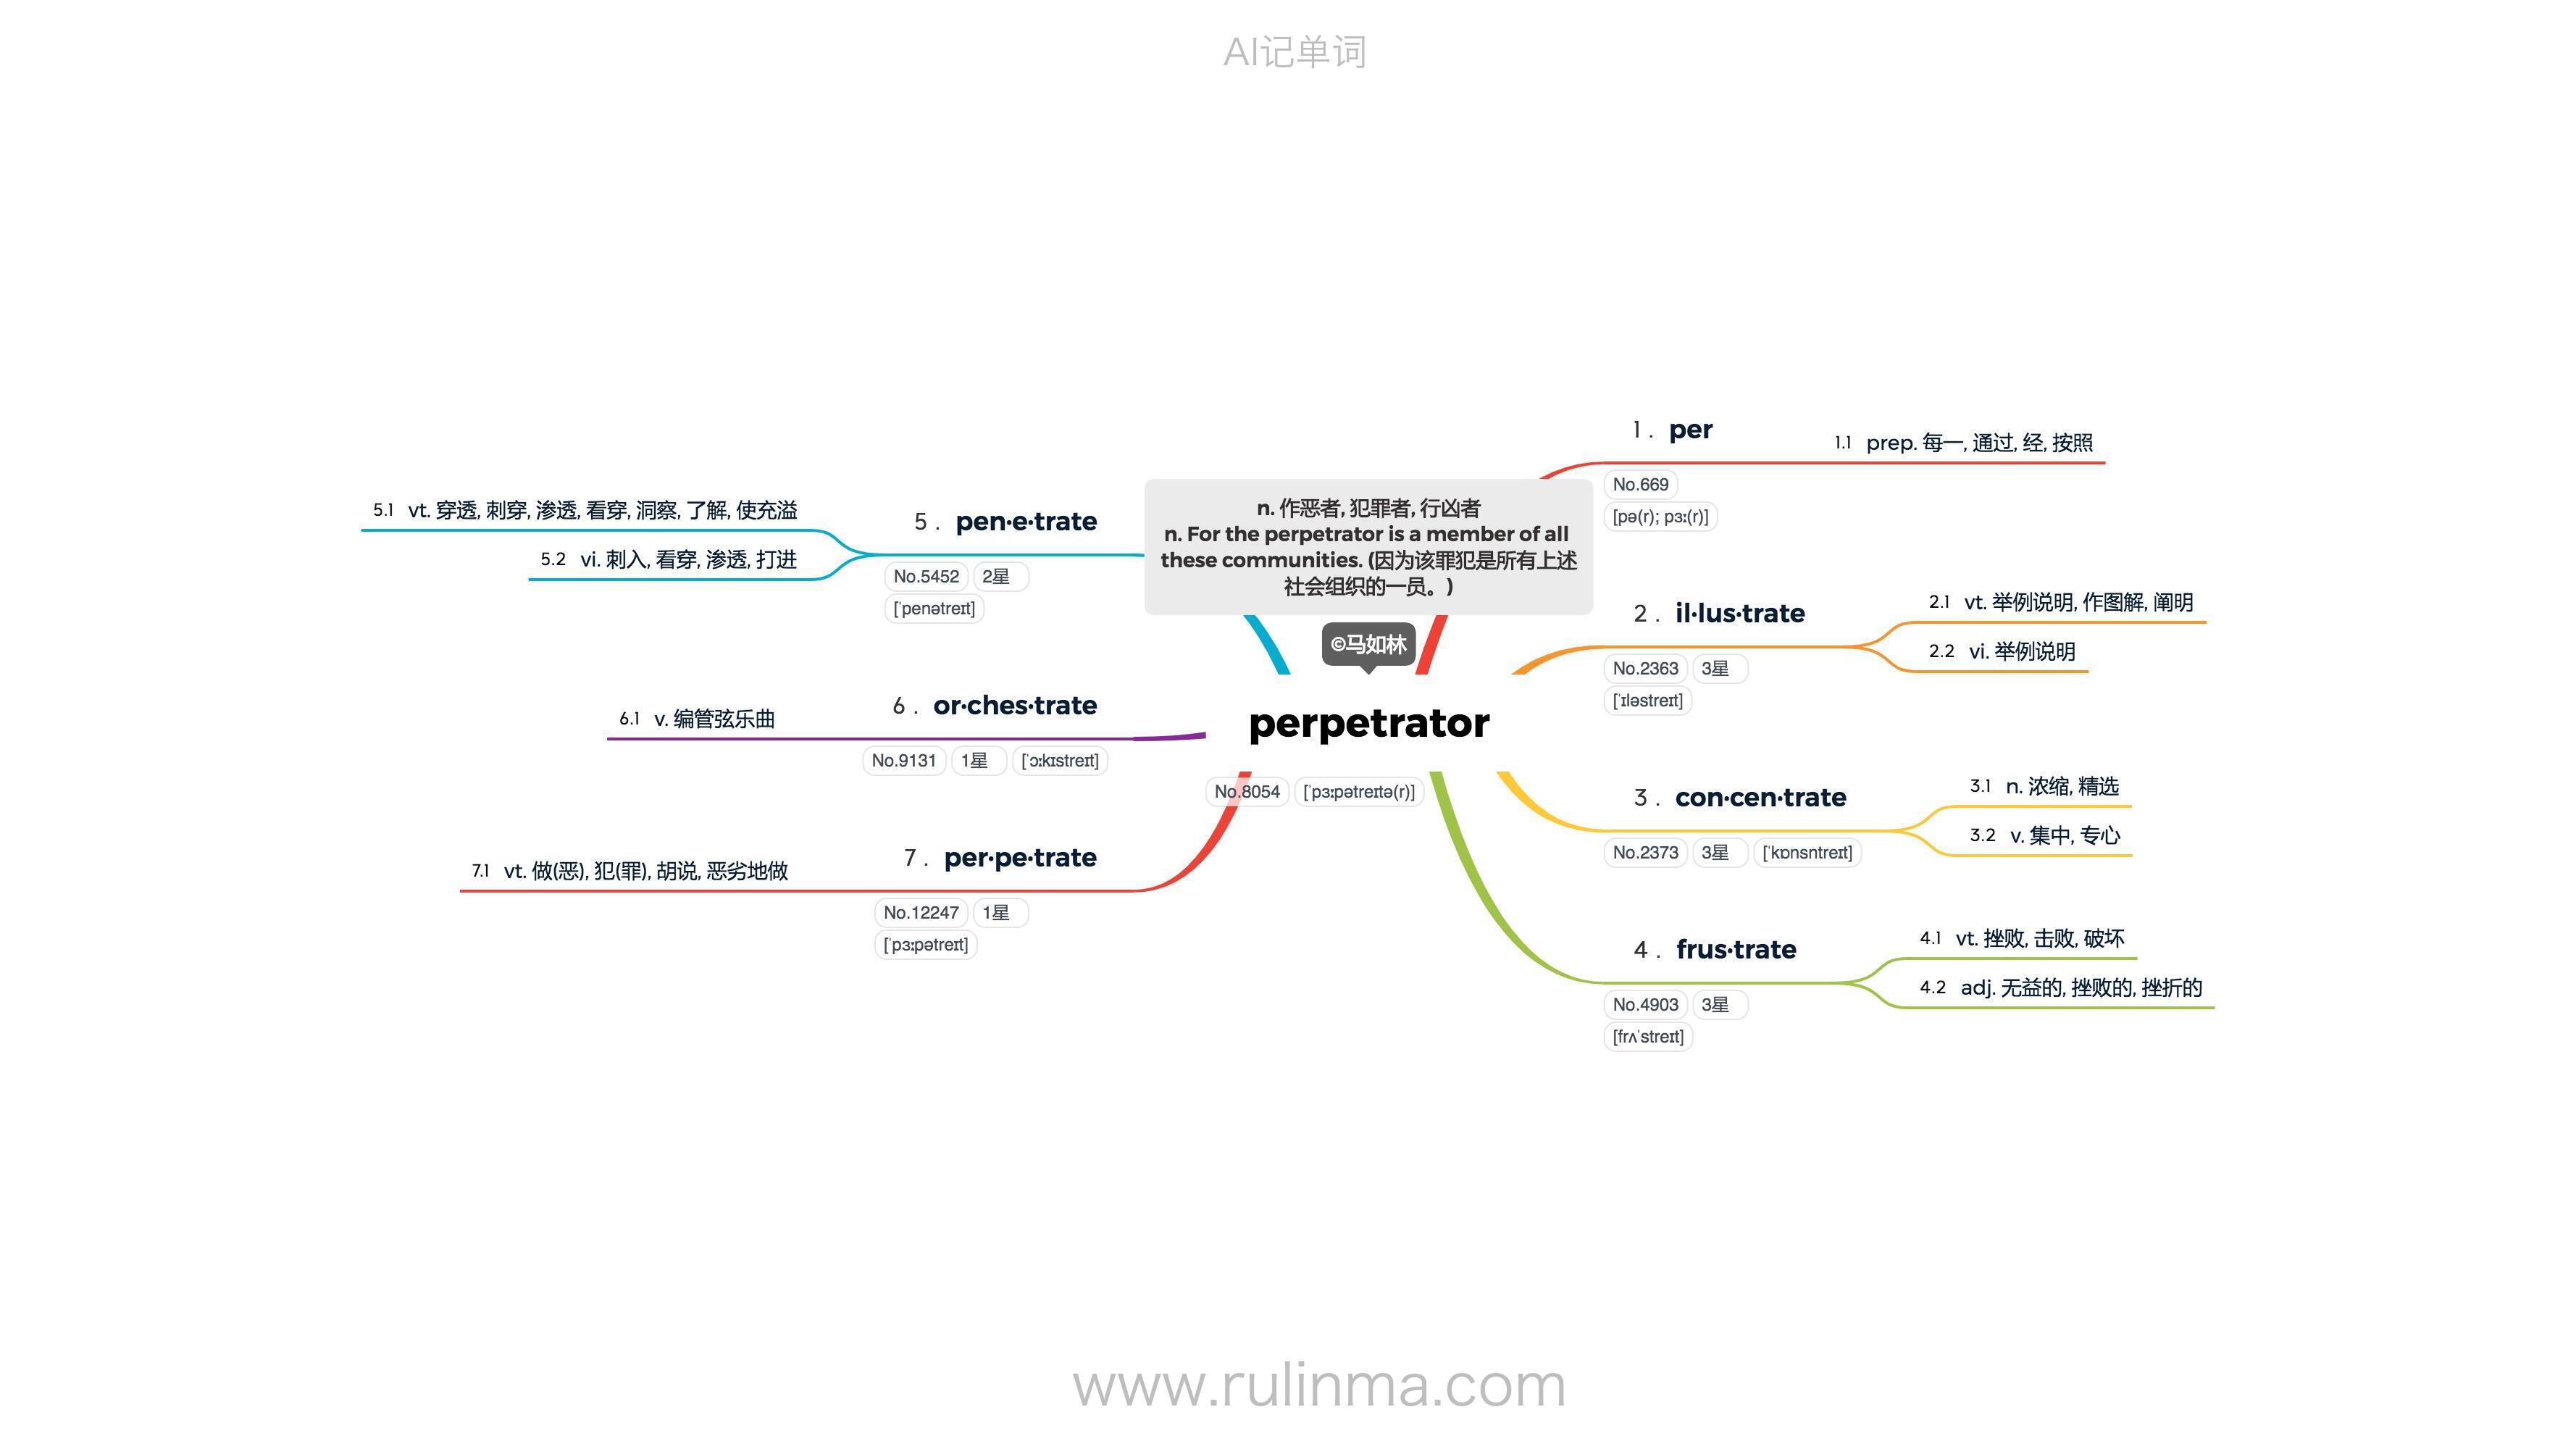 AI记单词
n. 作恶者, 犯罪者, 行凶者
n. For the perpetrator is a member of all
these communities. (因为该罪犯是所有上述
社会组织的一员。)
©马如林
perpetrator
No.8054 [ˈpɜːpətreɪtə(r)]
1. per
No.669
[pə(r); pɜː(r)]
1.1 prep. 每一, 通过, 经, 按照
2. il·lus·trate
No.2363 3星
[ˈɪləstreɪt]
2.1 vt. 举例说明, 作图解, 阐明
2.2 vi. 举例说明
3. con·cen·trate
No.2373 3星 [ˈkɒnsntreɪt]
3.1 n. 浓缩, 精选
3.2 v. 集中, 专心
4. frus·trate
No.4903 3星
[frʌˈstreɪt]
4.1 vt. 挫败, 击败, 破坏
4.2 adj. 无益的, 挫败的, 挫折的
5. pen·e·trate
No.5452 2星
[ˈpenətreɪt]
5.1 vt. 穿透, 刺穿, 渗透, 看穿, 洞察, 了解, 使充溢
5.2 vi. 刺入, 看穿, 渗透, 打进
6. or·ches·trate
No.9131 1星 [ˈɔːkɪstreɪt]
6.1 v. 编管弦乐曲
7. per·pe·trate
No.12247 1星
[ˈpɜːpətreɪt]
7.1 vt. 做(恶), 犯(罪), 胡说, 恶劣地做
www.rulinma.com